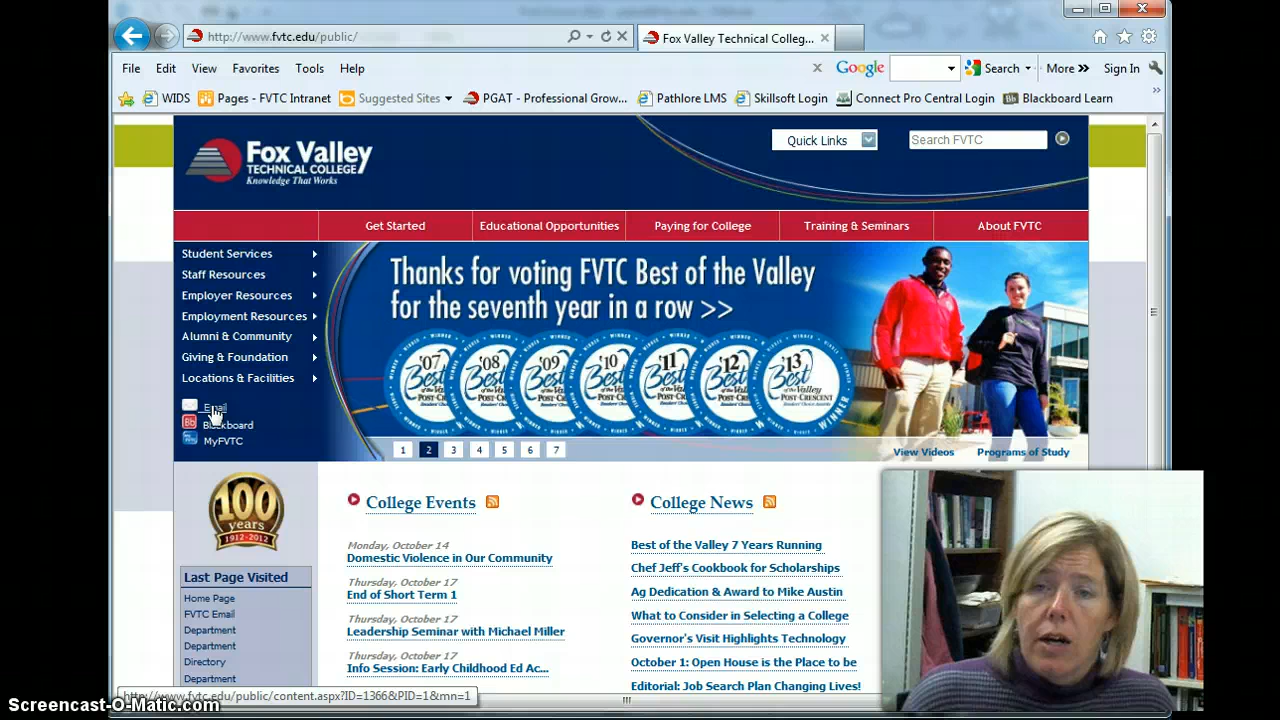 http://www.fvtc.edu/public/
Fox Valley Technical Colleg...
File Edit View Favorites Tools Help
Google
Search
More »
Sign In
WIDS
Pages - FVTC Intranet
Suggested Sites
PGAT - Professional Grow...
Pathlore LMS
Skillsoft Login
Connect Pro Central Login
Blackboard Learn
Fox Valley
TECHNICAL COLLEGE
Knowledge That Works
Quick Links
Search FVTC
Get Started
Educational Opportunities
Paying for College
Training & Seminars
About FVTC
Student Services
Staff Resources
Employer Resources
Employment Resources
Alumni & Community
Giving & Foundation
Locations & Facilities
Email
Bb Blackboard
MyFVTC
Thanks for voting FVTC Best of the Valley
for the seventh year in a row >>
'07 '08 '09 '10 '11 '12 '13
Best Best Best Best Best Best Best
1 2 3 4 5 6 7
View Videos
Programs of Study
100
years
1912-2012
Last Page Visited
Home Page
FVTC Email
Department
Department
Directory
Department
College Events
Monday, October 14
Domestic Violence in Our Community
Thursday, October 17
End of Short Term 1
Thursday, October 17
Leadership Seminar with Michael Miller
Thursday, October 17
Info Session: Early Childhood Ed Ac...
College News
Best of the Valley 7 Years Running
Chef Jeff's Cookbook for Scholarships
Ag Dedication & Award to Mike Austin
What to Consider in Selecting a College
Governor's Visit Highlights Technology
October 1: Open House is the Place to be
Editorial: Job Search Plan Changing Lives!
http://www.fvtc.edu/public/content.aspx?ID=1366&PID=1&mn=1
Screencast-O-Matic.com